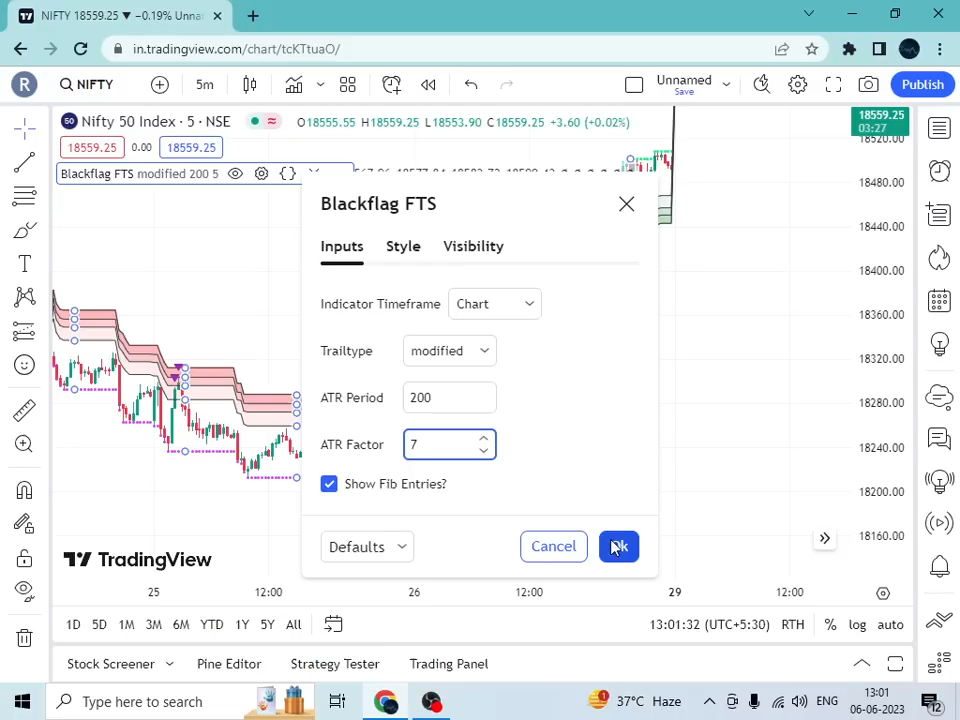 NIFTY 18559.25 ▼ −0.19% Unnar
in.tradingview.com/chart/tcKTtuaO/
R
NIFTY
5m
Unnamed
Save
Publish
50
Nifty 50 Index · 5 · NSE
O18555.55 H18559.25 L18553.90 C18559.25 +3.60 (+0.02%)
18559.25
0.00
18559.25
18559.25
03:27
18520.00
Blackflag FTS modified 200 5
18480.00
18440.00
18400.00
18360.00
18320.00
18280.00
18240.00
18200.00
18160.00
Blackflag FTS
Inputs
Style
Visibility
Indicator Timeframe
Chart
Trailtype
modified
ATR Period
200
ATR Factor
7
Show Fib Entries?
Defaults
Cancel
Ok
TradingView
25
12:00
26
12:00
29
12:00
1D
5D
1M
3M
6M
YTD
1Y
5Y
All
13:01:32 (UTC+5:30)
RTH
%
log
auto
Stock Screener
Pine Editor
Strategy Tester
Trading Panel
Type here to search
37°C Haze
ENG
13:01
06-06-2023
12